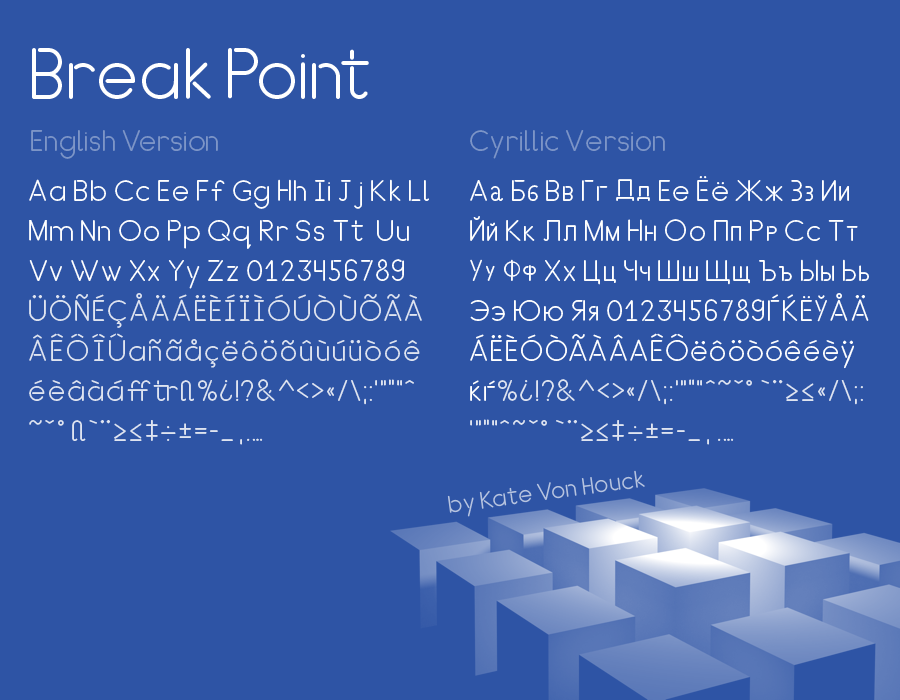 Break Point
English Version
Aa Bb Cc Ee Ff Gg Hh Ii Jj Kk Ll
Mm Nn Oo Pp Qq Rr Ss Tt Uu
Vv Ww Xx Yy Zz 0123456789
ÜÖÑÉÇÅÄÁËÈÍÏÌÓÚÒÙÕÃÀ
ÂÊÔÎÛañãåçëôöõûùúüòóê
éèâàáfftrſl%¿!?&^<>«/\;:'"""ˆ
˜˘°ſl`¨≥≤‡÷±=-_‚.…
Cyrillic Version
Аа Бб Вв Гг Дд Ее Ёё Жж Зз Ии
Йй Кк Лл Мм Нн Оо Пп Рр Сс Тт
Уу Фф Хх Цц Чч Шш Щщ Ъъ Ыы Ьь
Ээ Юю Яя 0123456789ЃЌЁЎÅÄ
ÁËÈÓÒÃÀÂAÊÔëôöòóêéèÿ
ќѓ%¿!?&^<>«/\;:'"""ˆ˜˘° `¨≥≤«/\;:
'"""ˆ˜˘° `¨≥≤‡÷±=-_‚.…
by Kate Von Houck